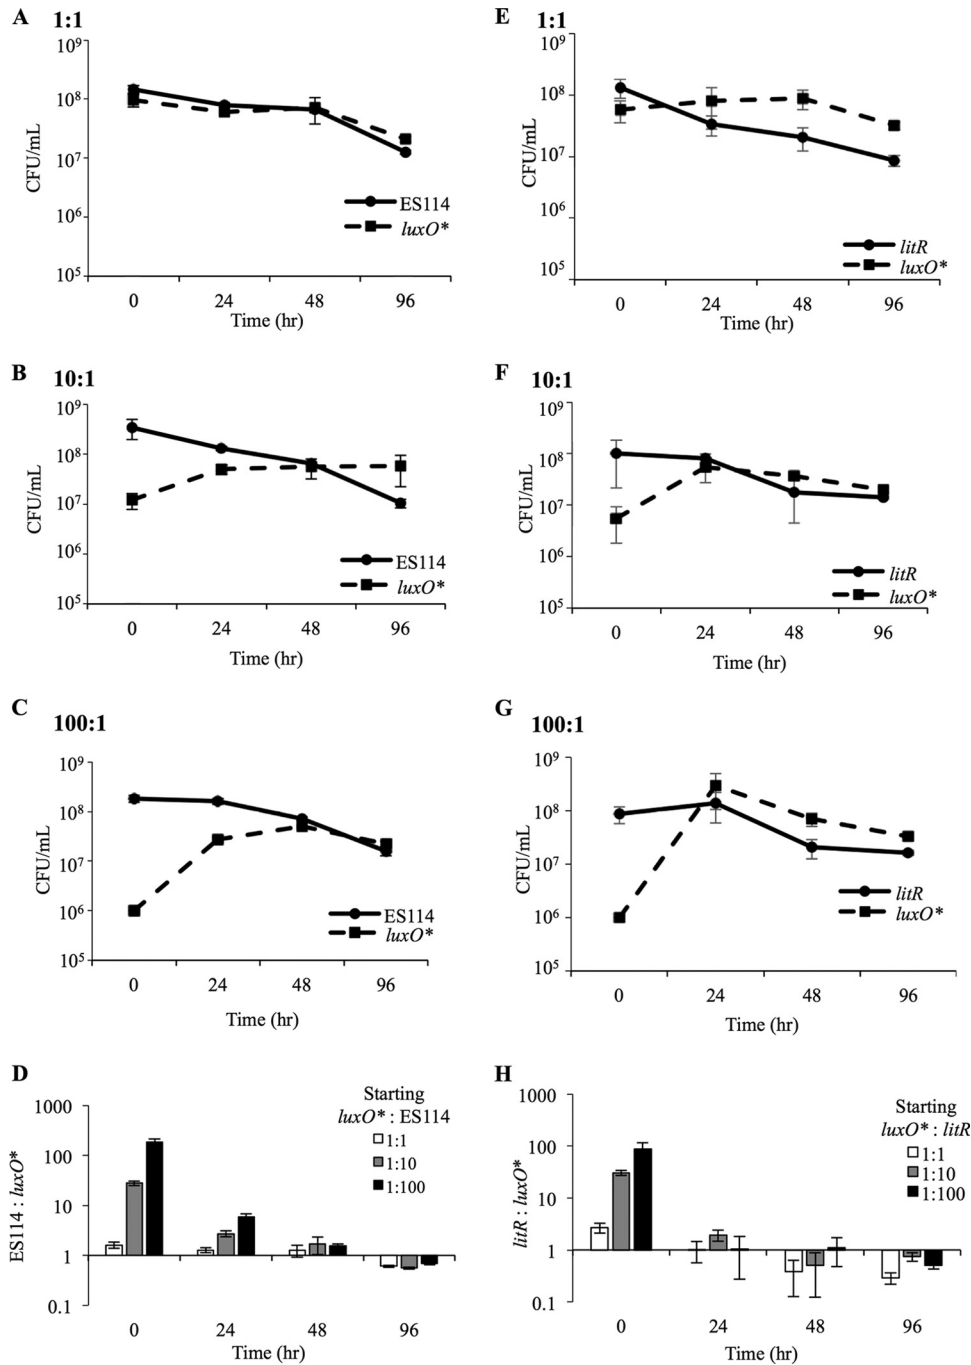 A 1:1
10⁹
10⁸
10⁷
10⁶
10⁵
CFU/mL
ES114
luxO*
0 24 48 96
Time (hr)
B 10:1
10⁹
10⁸
10⁷
10⁶
10⁵
CFU/mL
ES114
luxO*
0 24 48 96
Time (hr)
C 100:1
10⁹
10⁸
10⁷
10⁶
10⁵
CFU/mL
ES114
luxO*
0 24 48 96
Time (hr)
D
Starting
luxO* : ES114
1:1
1:10
1:100
1000
100
10
1
0.1
ES114 : luxO*
0 24 48 96
Time (hr)
E 1:1
10⁹
10⁸
10⁷
10⁶
10⁵
CFU/mL
litR
luxO*
0 24 48 96
Time (hr)
F 10:1
10⁹
10⁸
10⁷
10⁶
10⁵
CFU/mL
litR
luxO*
0 24 48 96
Time (hr)
G 100:1
10⁹
10⁸
10⁷
10⁶
10⁵
CFU/mL
litR
luxO*
0 24 48 96
Time (hr)
H
Starting
luxO* : litR
1:1
1:10
1:100
1000
100
10
1
0.1
litR : luxO*
0 24 48 96
Time (hr)